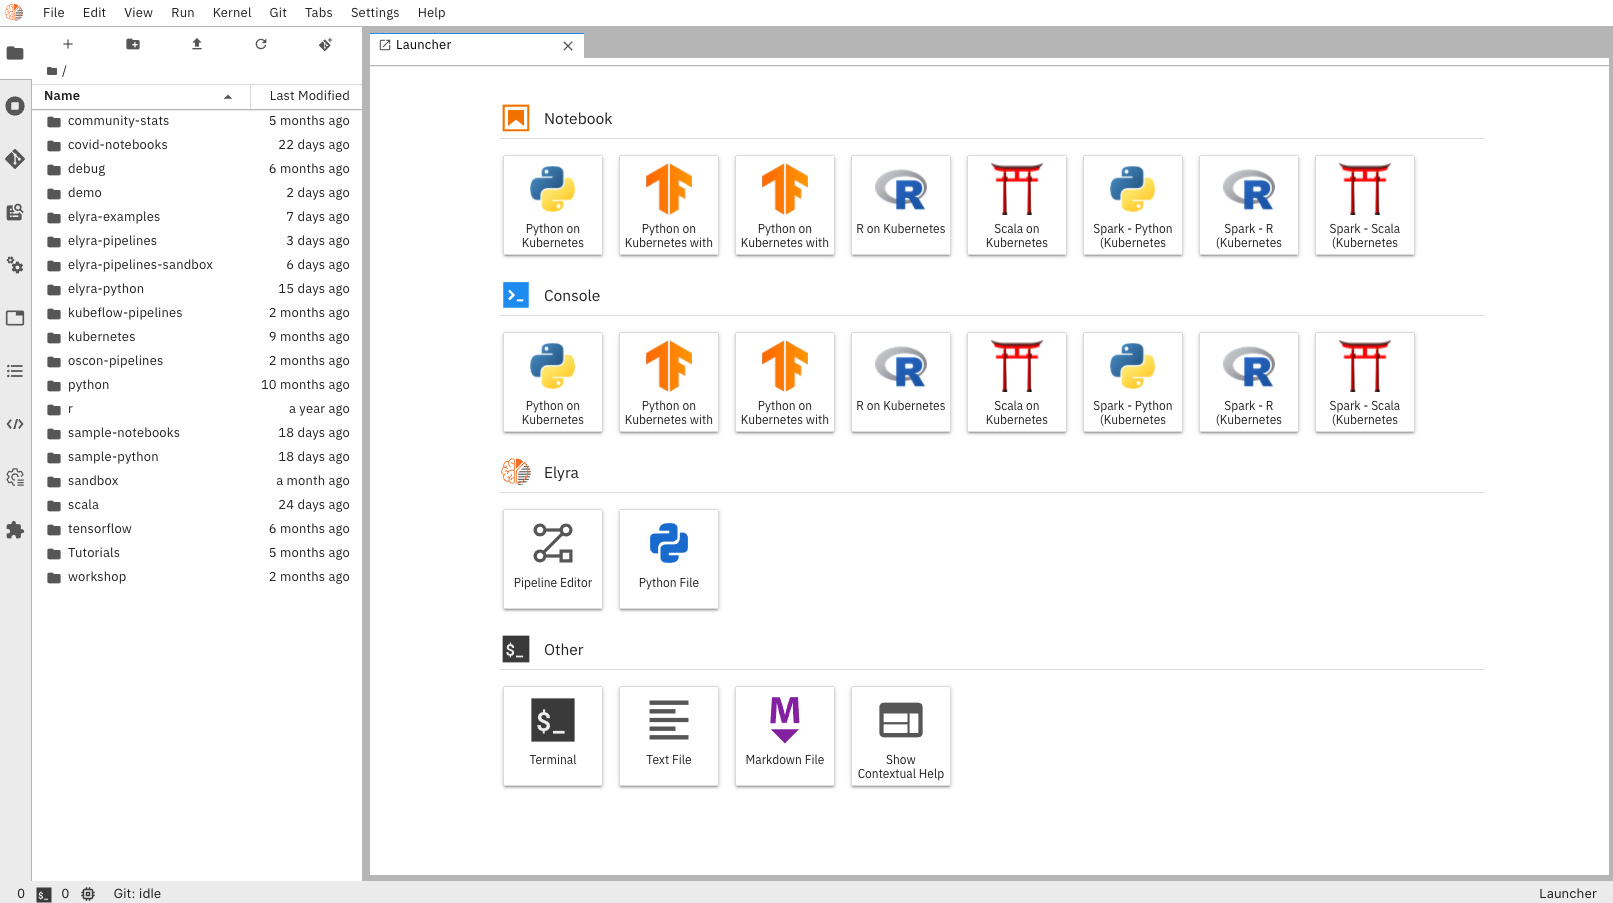 File Edit View Run Kernel Git Tabs Settings Help
Launcher
/
Name Last Modified
community-stats 5 months ago
covid-notebooks 22 days ago
debug 6 months ago
demo 2 days ago
elyra-examples 7 days ago
elyra-pipelines 3 days ago
elyra-pipelines-sandbox 6 days ago
elyra-python 15 days ago
kubeflow-pipelines 2 months ago
kubernetes 9 months ago
oscon-pipelines 2 months ago
python 10 months ago
r a year ago
sample-notebooks 18 days ago
sample-python 18 days ago
sandbox a month ago
scala 24 days ago
tensorflow 6 months ago
Tutorials 5 months ago
workshop 2 months ago
Notebook
Python on
Kubernetes
Python on
Kubernetes with
Python on
Kubernetes with
R on Kubernetes
Scala on
Kubernetes
Spark - Python
(Kubernetes
Spark - R
(Kubernetes
Spark - Scala
(Kubernetes
Console
Python on
Kubernetes
Python on
Kubernetes with
Python on
Kubernetes with
R on Kubernetes
Scala on
Kubernetes
Spark - Python
(Kubernetes
Spark - R
(Kubernetes
Spark - Scala
(Kubernetes
Elyra
Pipeline Editor
Python File
$_ Other
$_
Terminal
Text File
M
Markdown File
Show
Contextual Help
0 $_ 0 Git: idle Launcher